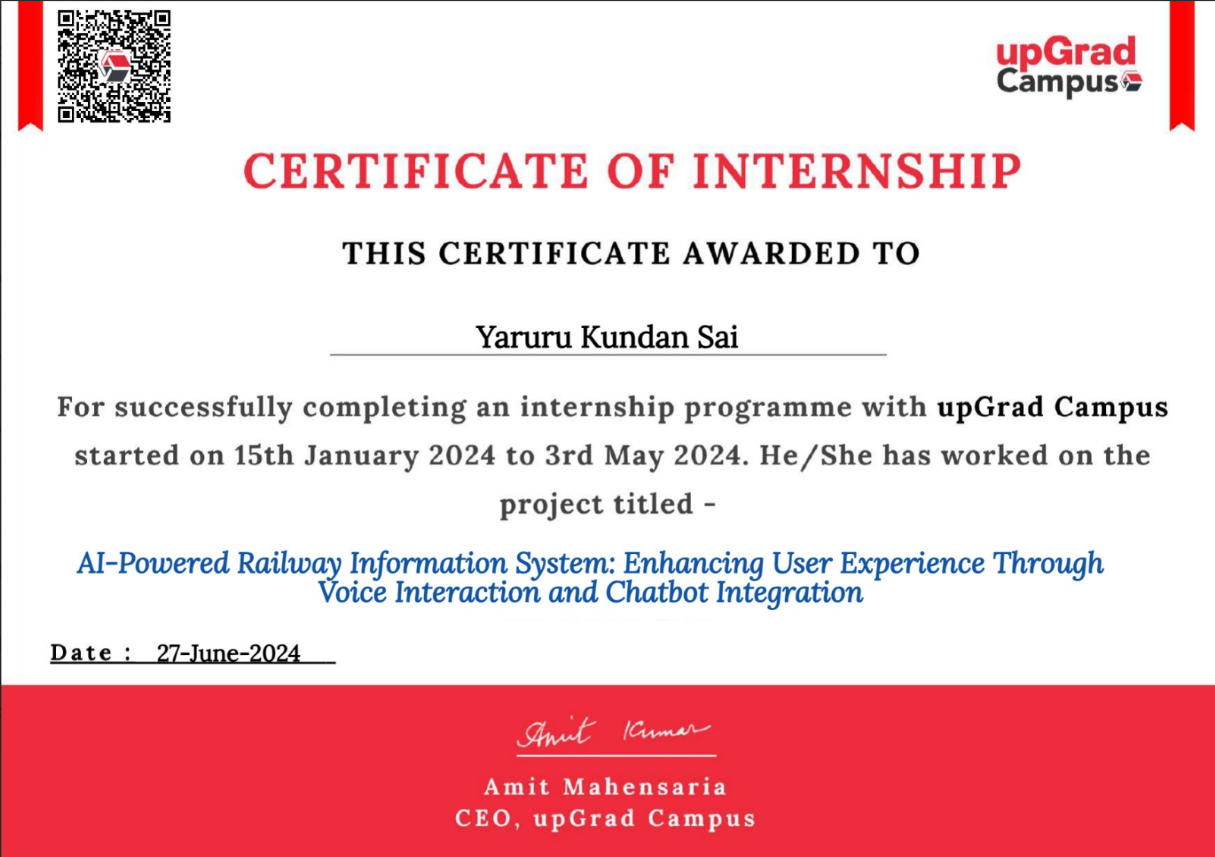 upGrad
Campus
CERTIFICATE OF INTERNSHIP
THIS CERTIFICATE AWARDED TO
Yaruru Kundan Sai
For successfully completing an internship programme with upGrad Campus
started on 15th January 2024 to 3rd May 2024. He/She has worked on the
project titled -
AI-Powered Railway Information System: Enhancing User Experience Through
Voice Interaction and Chatbot Integration
Date : 27-June-2024
Amit Kumar
Amit Mahensaria
CEO, upGrad Campus